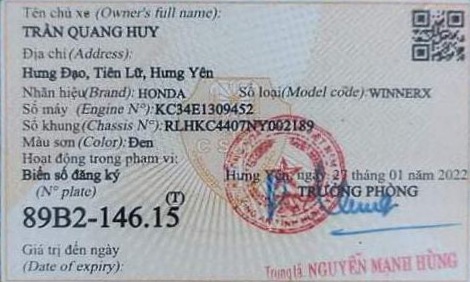 Tên chủ xe (Owner's full name):
TRẦN QUANG HUY
Địa chỉ (Address):
Hưng Đạo, Tiên Lữ, Hưng Yên
Nhãn hiệu(Brand): HONDA Số loại(Model code):WINNERX
Số máy (Engine Nº):KC34E1309452
Số khung(Chassis Nº):RLHKC4407NY002189
Màu sơn (Color):Đen
Hoạt động trong phạm vi:
Biển số đăng ký Hưng Yên, ngày 27 tháng 01 năm 2022
(Nº plate) TRƯỞNG PHÒNG
89B2-146.15 (T)
Giá trị đến ngày
(Date of expiry): Trung tá. NGUYỄN MẠNH HÙNG